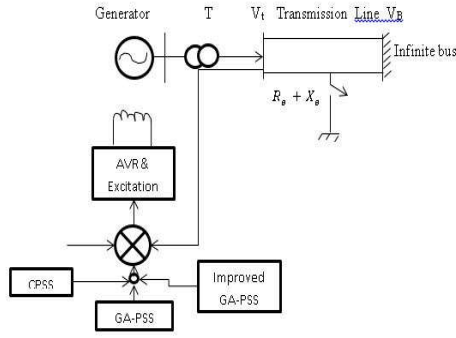 Generator T Vt Transmission Line VB
Infinite bus
Re + Xe
AVR &
Excitation
CPSS
Improved
GA-PSS
GA-PSS